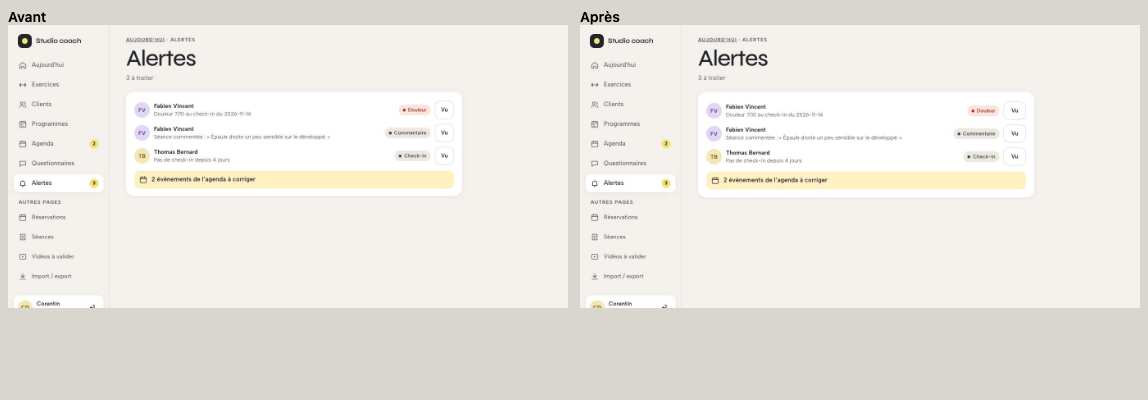 Avant
Studio coach
Aujourd'hui
Exercices
Clients
Programmes
Agenda 2
Questionnaires
Alertes 3
AUTRES PAGES
Réservations
Séances
Vidéos à valider
Import / export
Corentin
AUJOURD'HUI · ALERTES
Alertes
3 à traiter
FV Fabien Vincent Douleur Vu
Douleur 7/10 au check-in du 2026-11-14
FV Fabien Vincent Commentaire Vu
Séance commentée : « Épaule droite un peu sensible sur le développé »
TB Thomas Bernard Check-in Vu
Pas de check-in depuis 4 jours
2 évènements de l'agenda à corriger
Après
Studio coach
Aujourd'hui
Exercices
Clients
Programmes
Agenda 2
Questionnaires
Alertes 3
AUTRES PAGES
Réservations
Séances
Vidéos à valider
Import / export
Corentin
AUJOURD'HUI · ALERTES
Alertes
3 à traiter
FV Fabien Vincent Douleur Vu
Douleur 7/10 au check-in du 2026-11-14
FV Fabien Vincent Commentaire Vu
Séance commentée : « Épaule droite un peu sensible sur le développé »
TB Thomas Bernard Check-in Vu
Pas de check-in depuis 4 jours
2 évènements de l'agenda à corriger